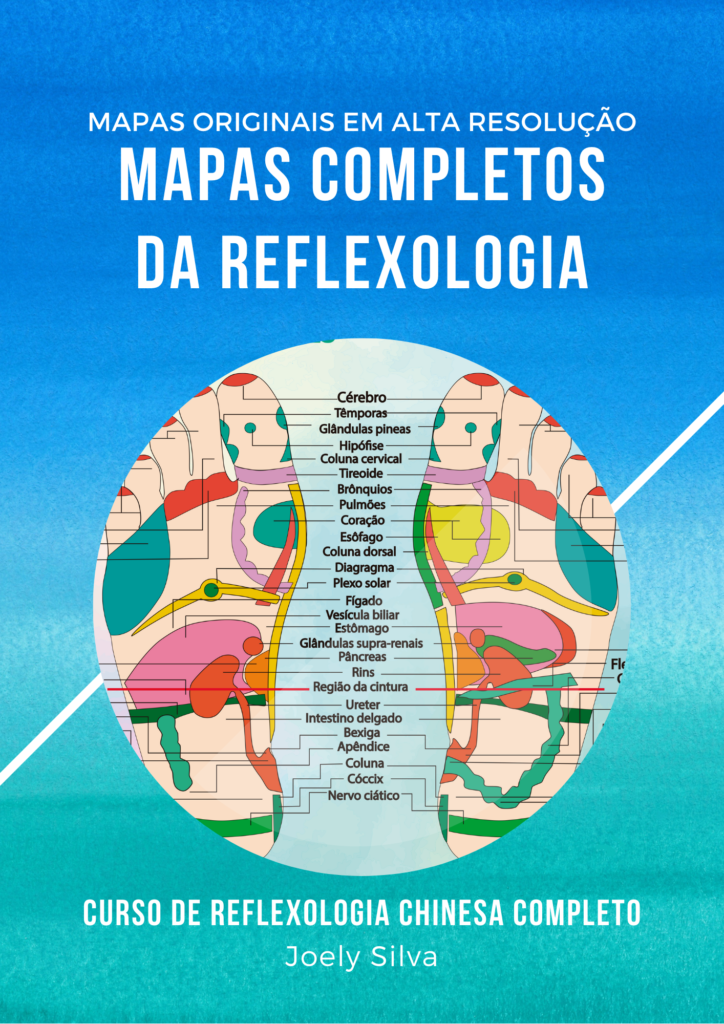 MAPAS ORIGINAIS EM ALTA RESOLUÇÃO
MAPAS COMPLETOS
DA REFLEXOLOGIA
Cérebro
Têmporas
Glândulas pineas
Hipófise
Coluna cervical
Tireoide
Brônquios
Pulmões
Coração
Esôfago
Coluna dorsal
Diagragma
Plexo solar
Fígado
Vesícula biliar
Estômago
Glândulas supra-renais
Pâncreas
Rins
Região da cintura
Ureter
Intestino delgado
Bexiga
Apêndice
Coluna
Cóccix
Nervo ciático
CURSO DE REFLEXOLOGIA CHINESA COMPLETO
Joely Silva